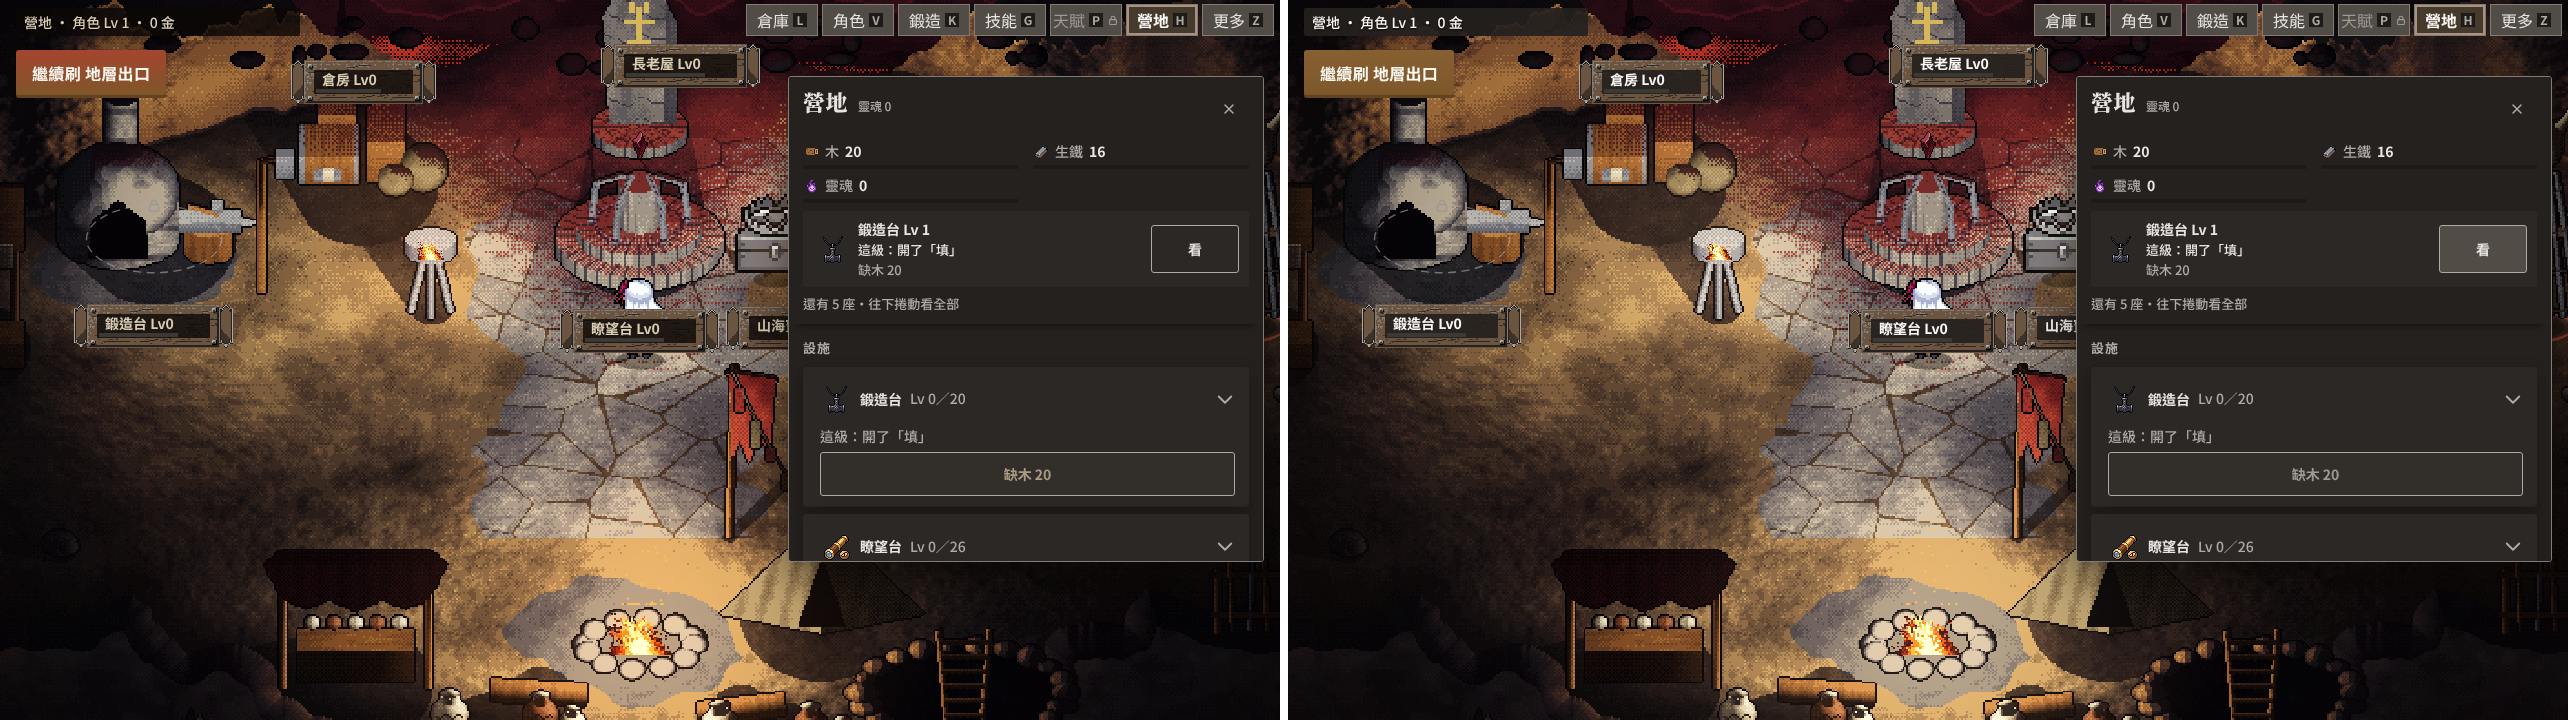 營地 · 角色 Lv 1 · 0 金
倉庫 L
角色 V
鍛造 K
技能 G
天賦 P
營地 H
更多 Z
繼續刷 地層出口
倉房 Lv0
長老屋 Lv0
鍛造台 Lv0
瞭望台 Lv0
山海
營地 靈魂 0
×
木 20
生鐵 16
靈魂 0
鍛造台 Lv 1
這級：開了「填」
缺木 20
看
還有 5 座 · 往下捲動看全部
設施
鍛造台 Lv 0／20
這級：開了「填」
缺木 20
瞭望台 Lv 0／26
營地 · 角色 Lv 1 · 0 金
倉庫 L
角色 V
鍛造 K
技能 G
天賦 P
營地 H
更多 Z
繼續刷 地層出口
倉房 Lv0
長老屋 Lv0
鍛造台 Lv0
瞭望台 Lv0
山海
營地 靈魂 0
×
木 20
生鐵 16
靈魂 0
鍛造台 Lv 1
這級：開了「填」
缺木 20
看
還有 5 座 · 往下捲動看全部
設施
鍛造台 Lv 0／20
這級：開了「填」
缺木 20
瞭望台 Lv 0／26